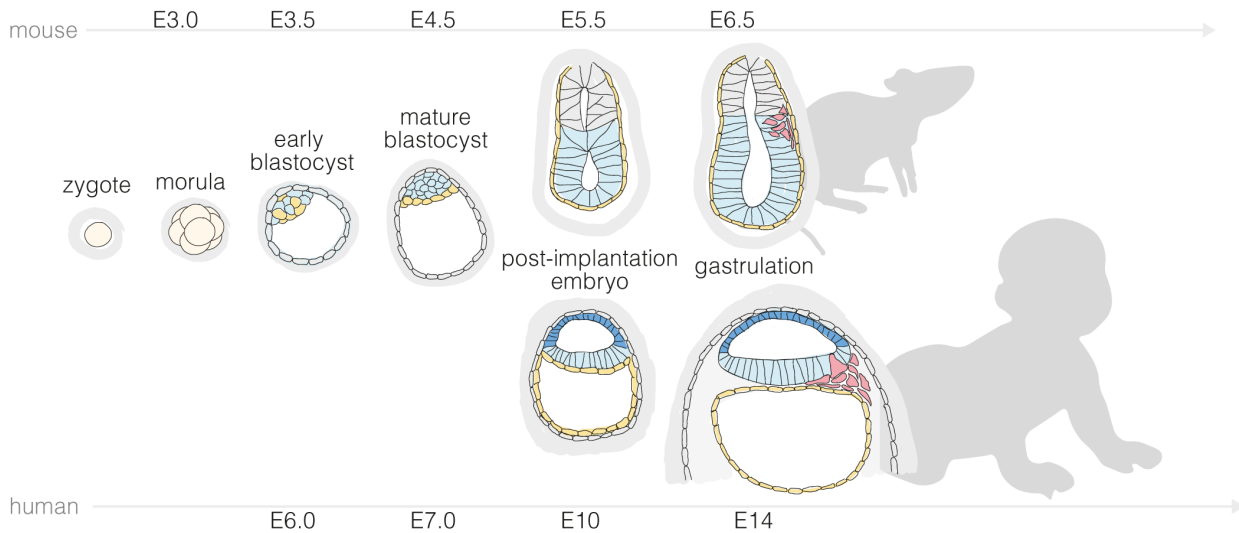 E3.0 E3.5 E4.5 E5.5 E6.5
mouse
mature
blastocyst
early
blastocyst
zygote
morula
post-implantation
embryo
gastrulation
human
E6.0 E7.0 E10 E14